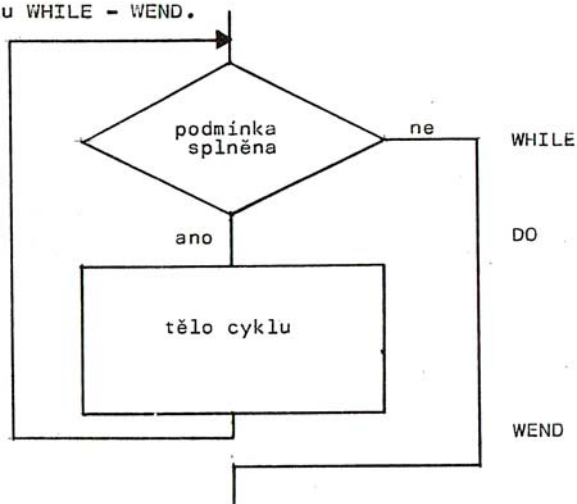 u WHILE - WEND.
podmínka
splněna
ne
WHILE
ano
DO
tělo cyklu
WEND